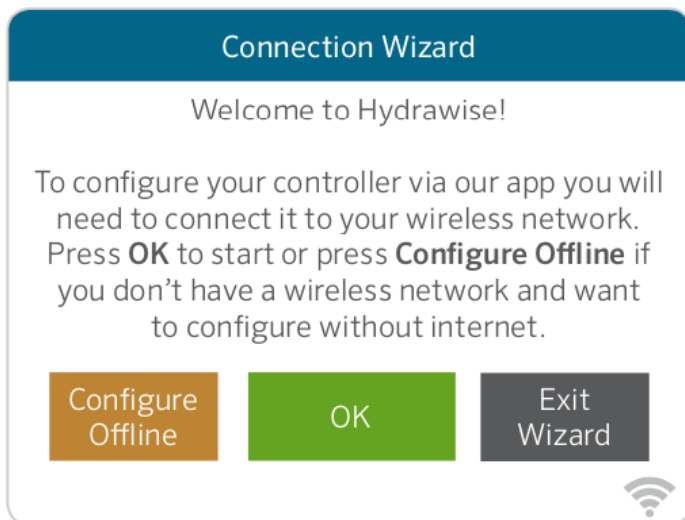 Connection Wizard
Welcome to Hydrawise!
To configure your controller via our app you will
need to connect it to your wireless network.
Press OK to start or press Configure Offline if
you don’t have a wireless network and want
to configure without internet.
Configure
Offline
OK
Exit
Wizard